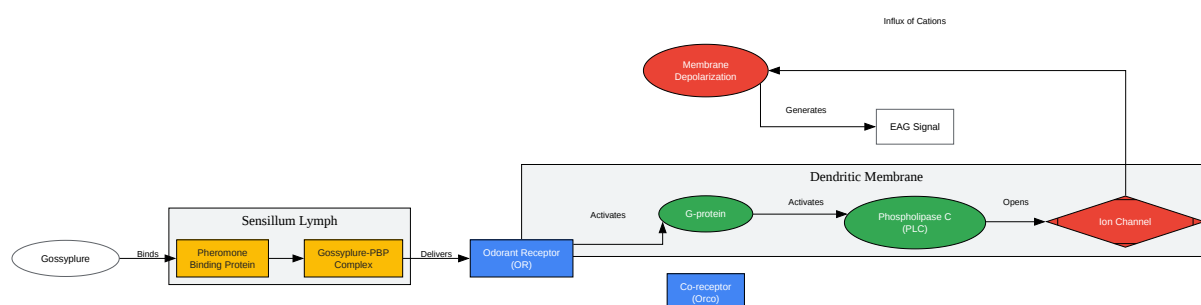 Influx of Cations
Membrane
Depolarization
Generates
EAG Signal
Dendritic Membrane
Sensillum Lymph
Gossyplure
Binds
Pheromone
Binding Protein
Gossyplure-PBP
Complex
Delivers
Odorant Receptor
(OR)
Activates
G-protein
Activates
Phospholipase C
(PLC)
Opens
Ion Channel
Co-receptor
(Orco)